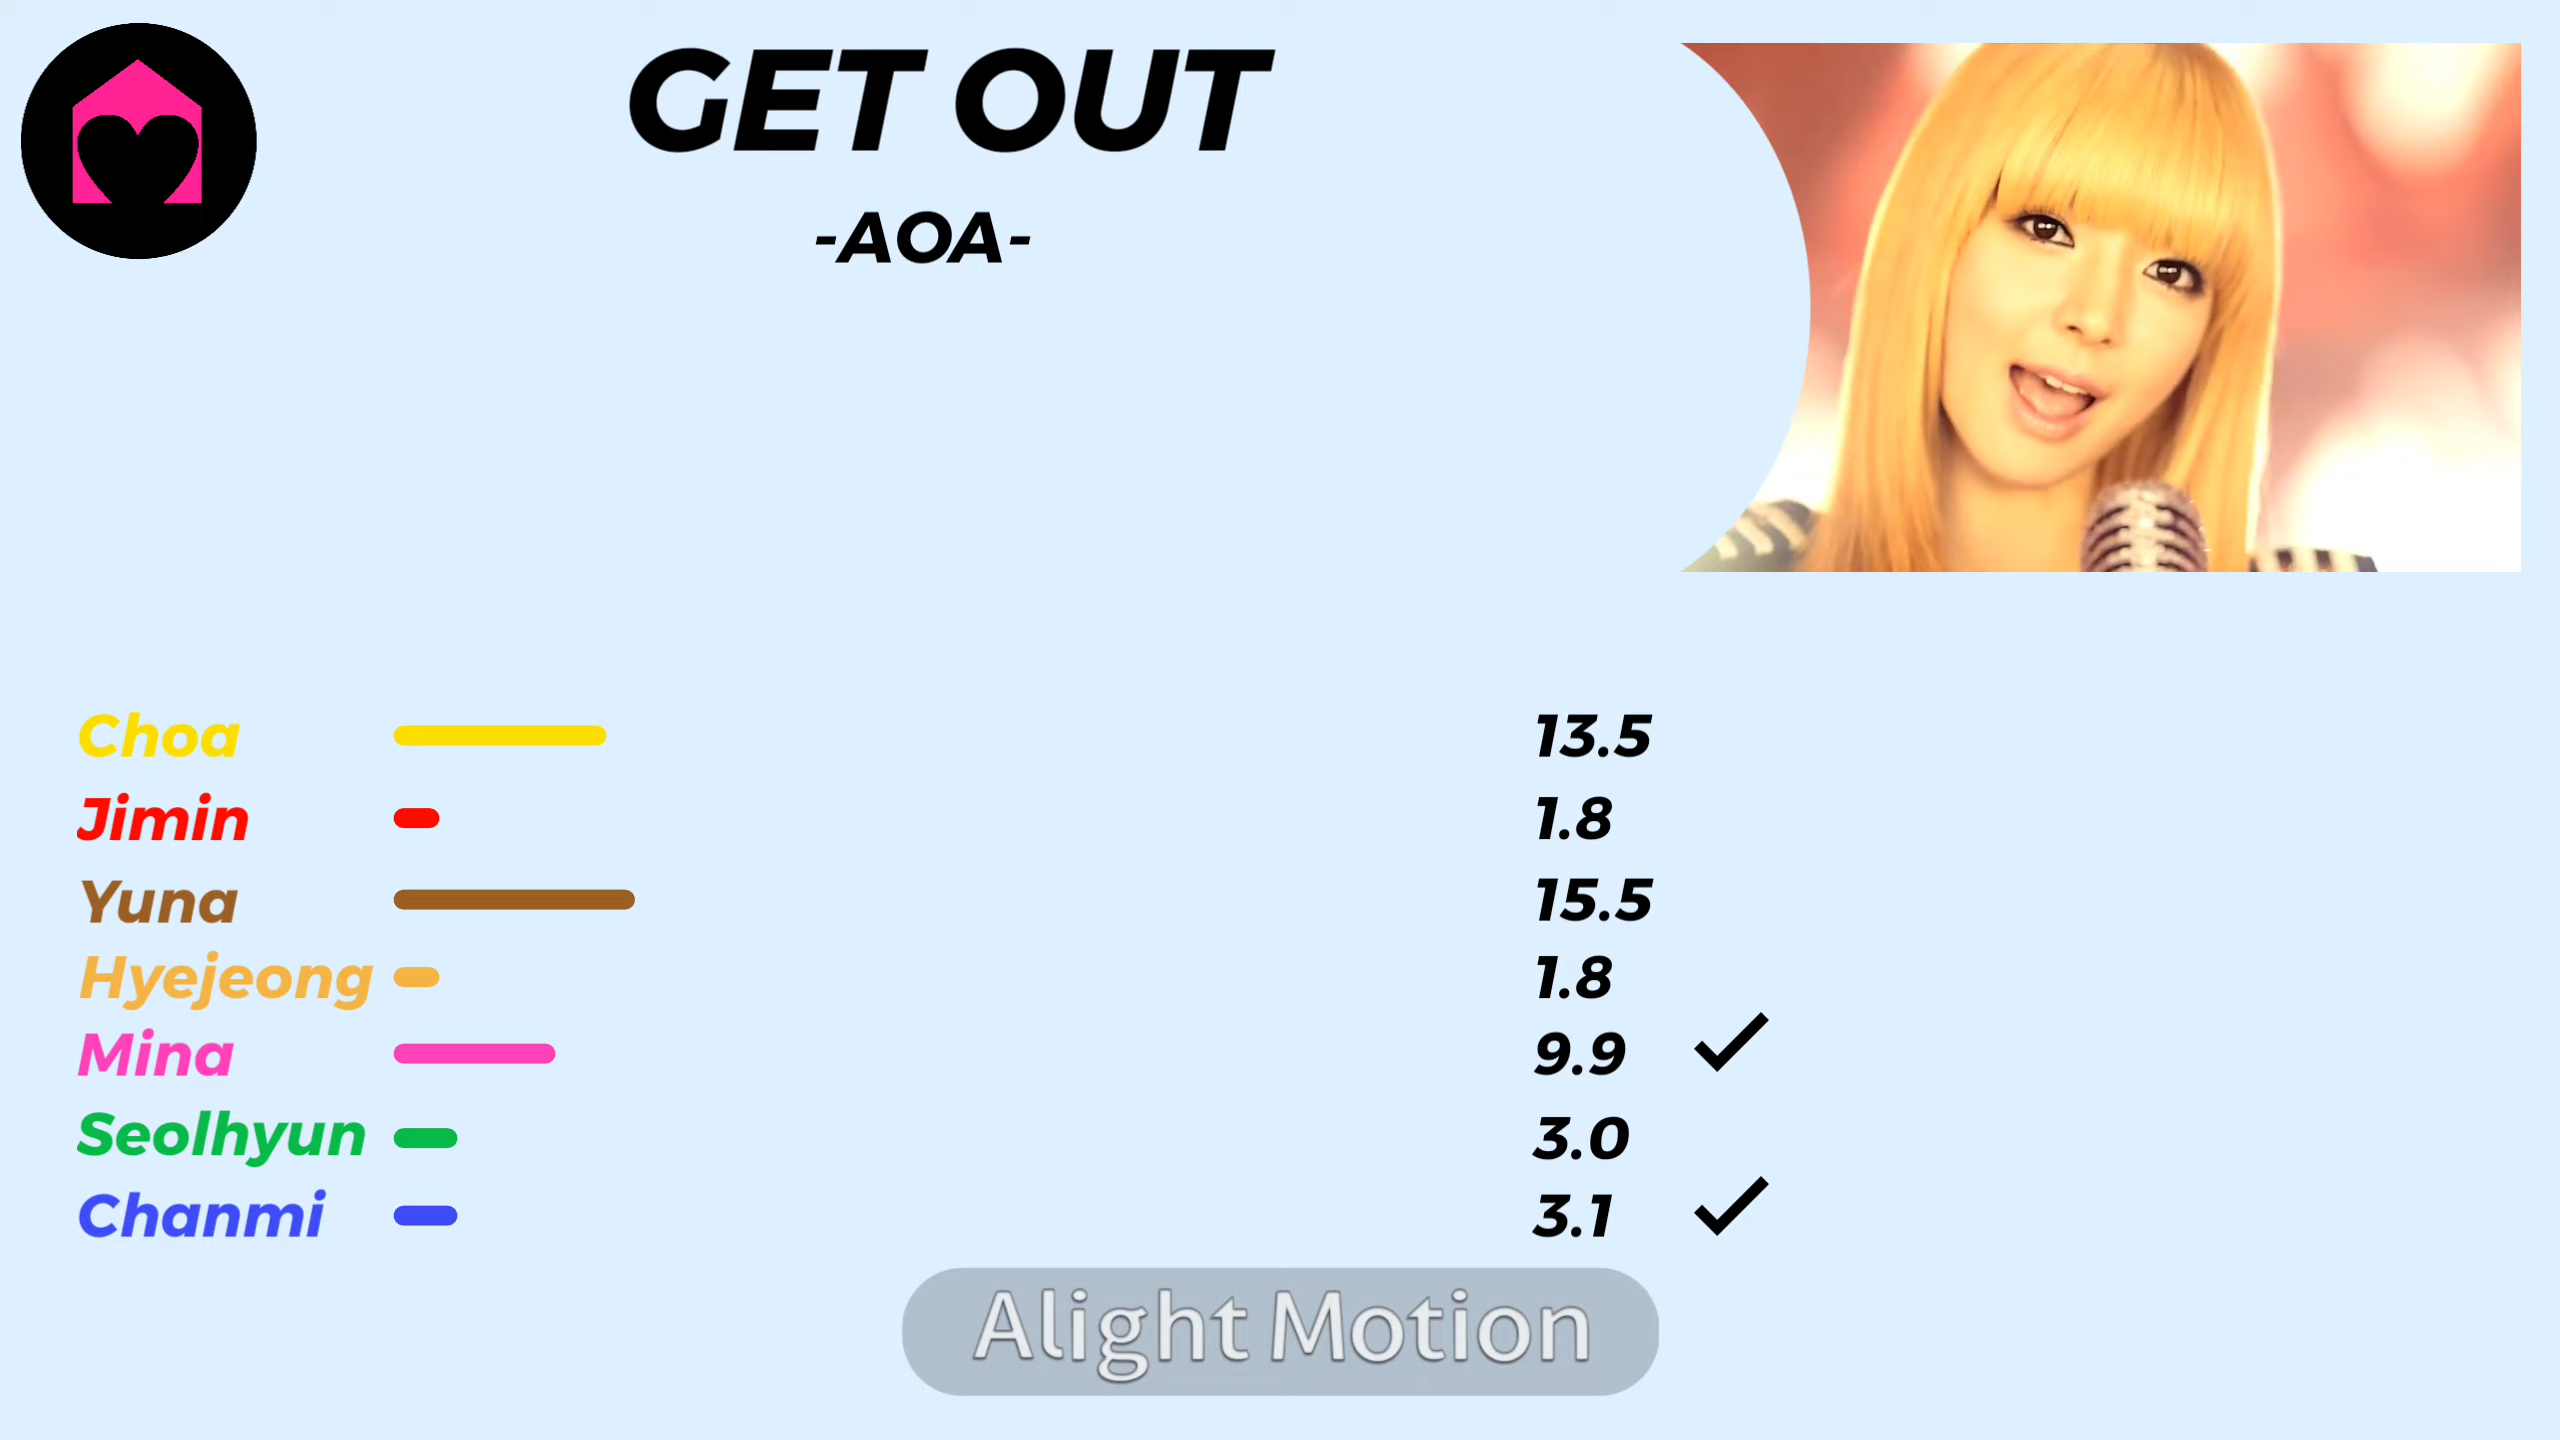 GET OUT
-AOA-
Choa 13.5
Jimin 1.8
Yuna 15.5
Hyejeong 1.8
Mina 9.9
Seolhyun 3.0
Chanmi 3.1
Alight Motion